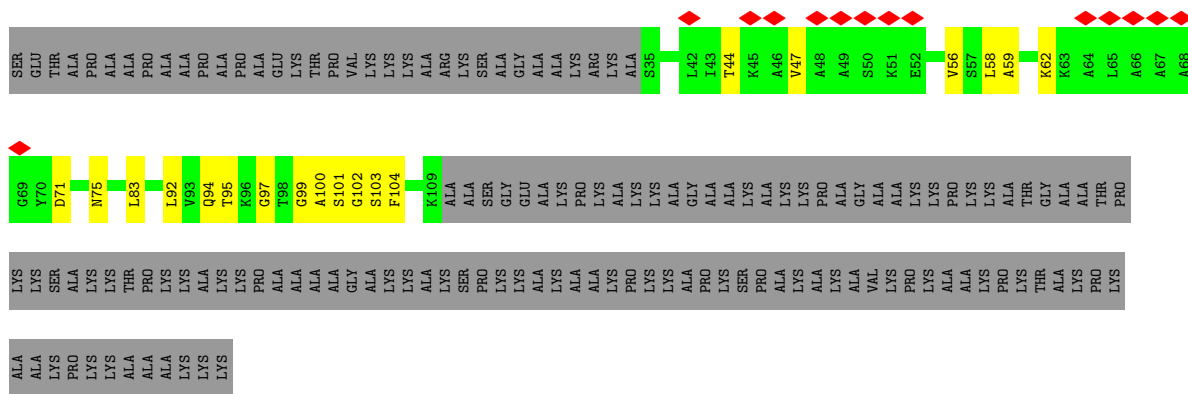 SER GLU THR ALA PRO ALA ALA PRO ALA ALA PRO ALA PRO ALA GLU LYS THR PRO VAL LYS LYS LYS ALA ARG LYS SER ALA GLY ALA ALA LYS ARG LYS ALA S35 L42 I43 T44 K45 A46 V47 A48 A49 S50 K51 E52 V56 S57 L58 A59 K62 K63 A64 L65 A66 A67 A68
G69 Y70 D71 N75 L83 L92 V93 Q94 T95 K96 G97 T98 G99 A100 S101 G102 S103 F104 K109 ALA ALA SER GLY GLU ALA LYS PRO LYS ALA LYS LYS ALA GLY ALA ALA LYS ALA LYS LYS PRO ALA GLY ALA ALA LYS LYS PRO LYS LYS ALA THR GLY ALA ALA THR PRO
LYS LYS SER ALA LYS LYS THR PRO LYS LYS ALA LYS LYS PRO ALA ALA ALA ALA GLY ALA LYS LYS ALA LYS SER PRO LYS LYS ALA LYS ALA ALA LYS PRO LYS LYS ALA PRO LYS SER PRO ALA LYS ALA LYS ALA VAL LYS PRO LYS ALA ALA LYS PRO LYS THR ALA LYS PRO LYS
ALA ALA LYS PRO LYS LYS ALA ALA ALA LYS LYS LYS